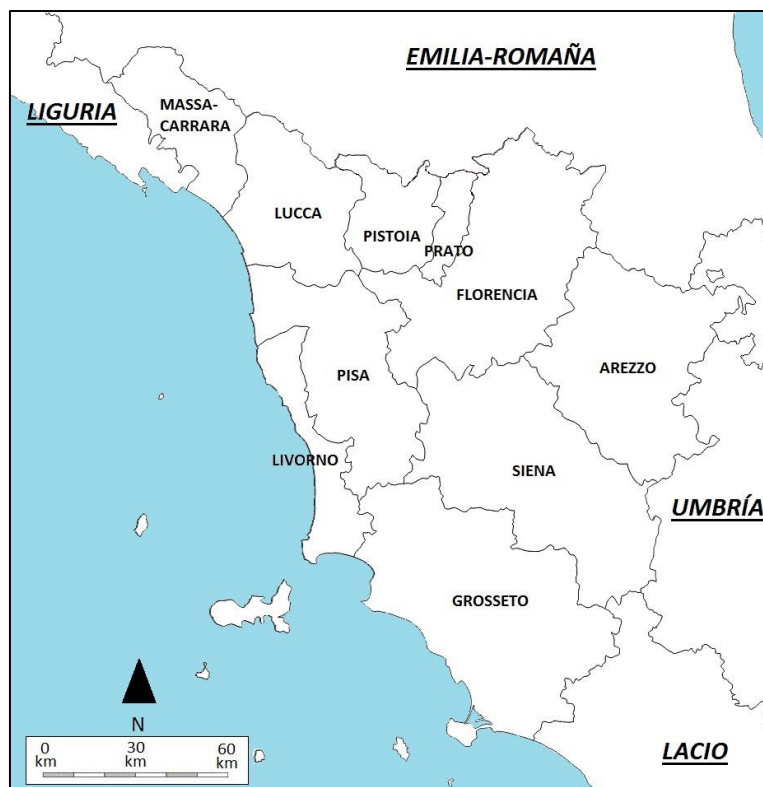 EMILIA-ROMAÑA
LIGURIA
MASSA-
CARRARA
LUCCA
PISTOIA
PRATO
FLORENCIA
AREZZO
PISA
LIVORNO
SIENA
UMBRÍA
GROSSETO
N
0 30 60
km km km
LACIO